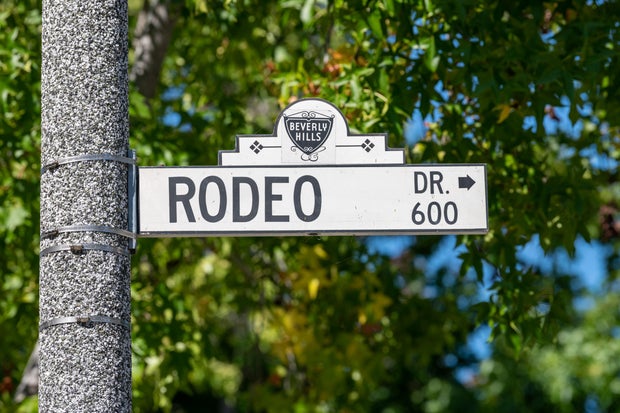 BEVERLY
HILLS
RODEO DR. →
600